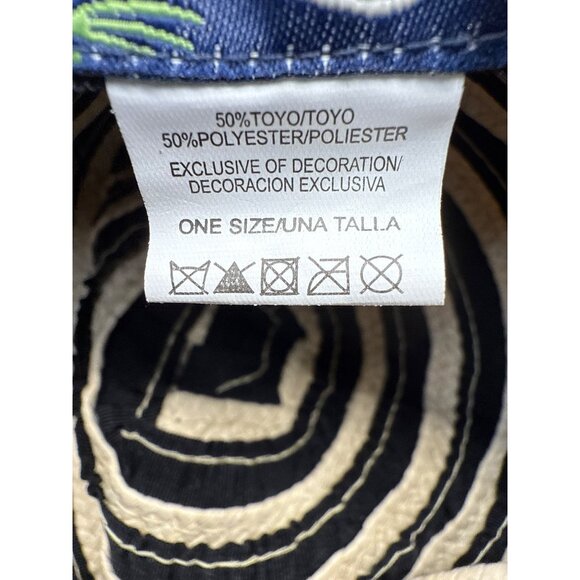 50%TOYO/TOYO
50%POLYESTER/POLIESTER
EXCLUSIVE OF DECORATION/
DECORACION EXCLUSIVA
ONE SIZE/UNA TALLA